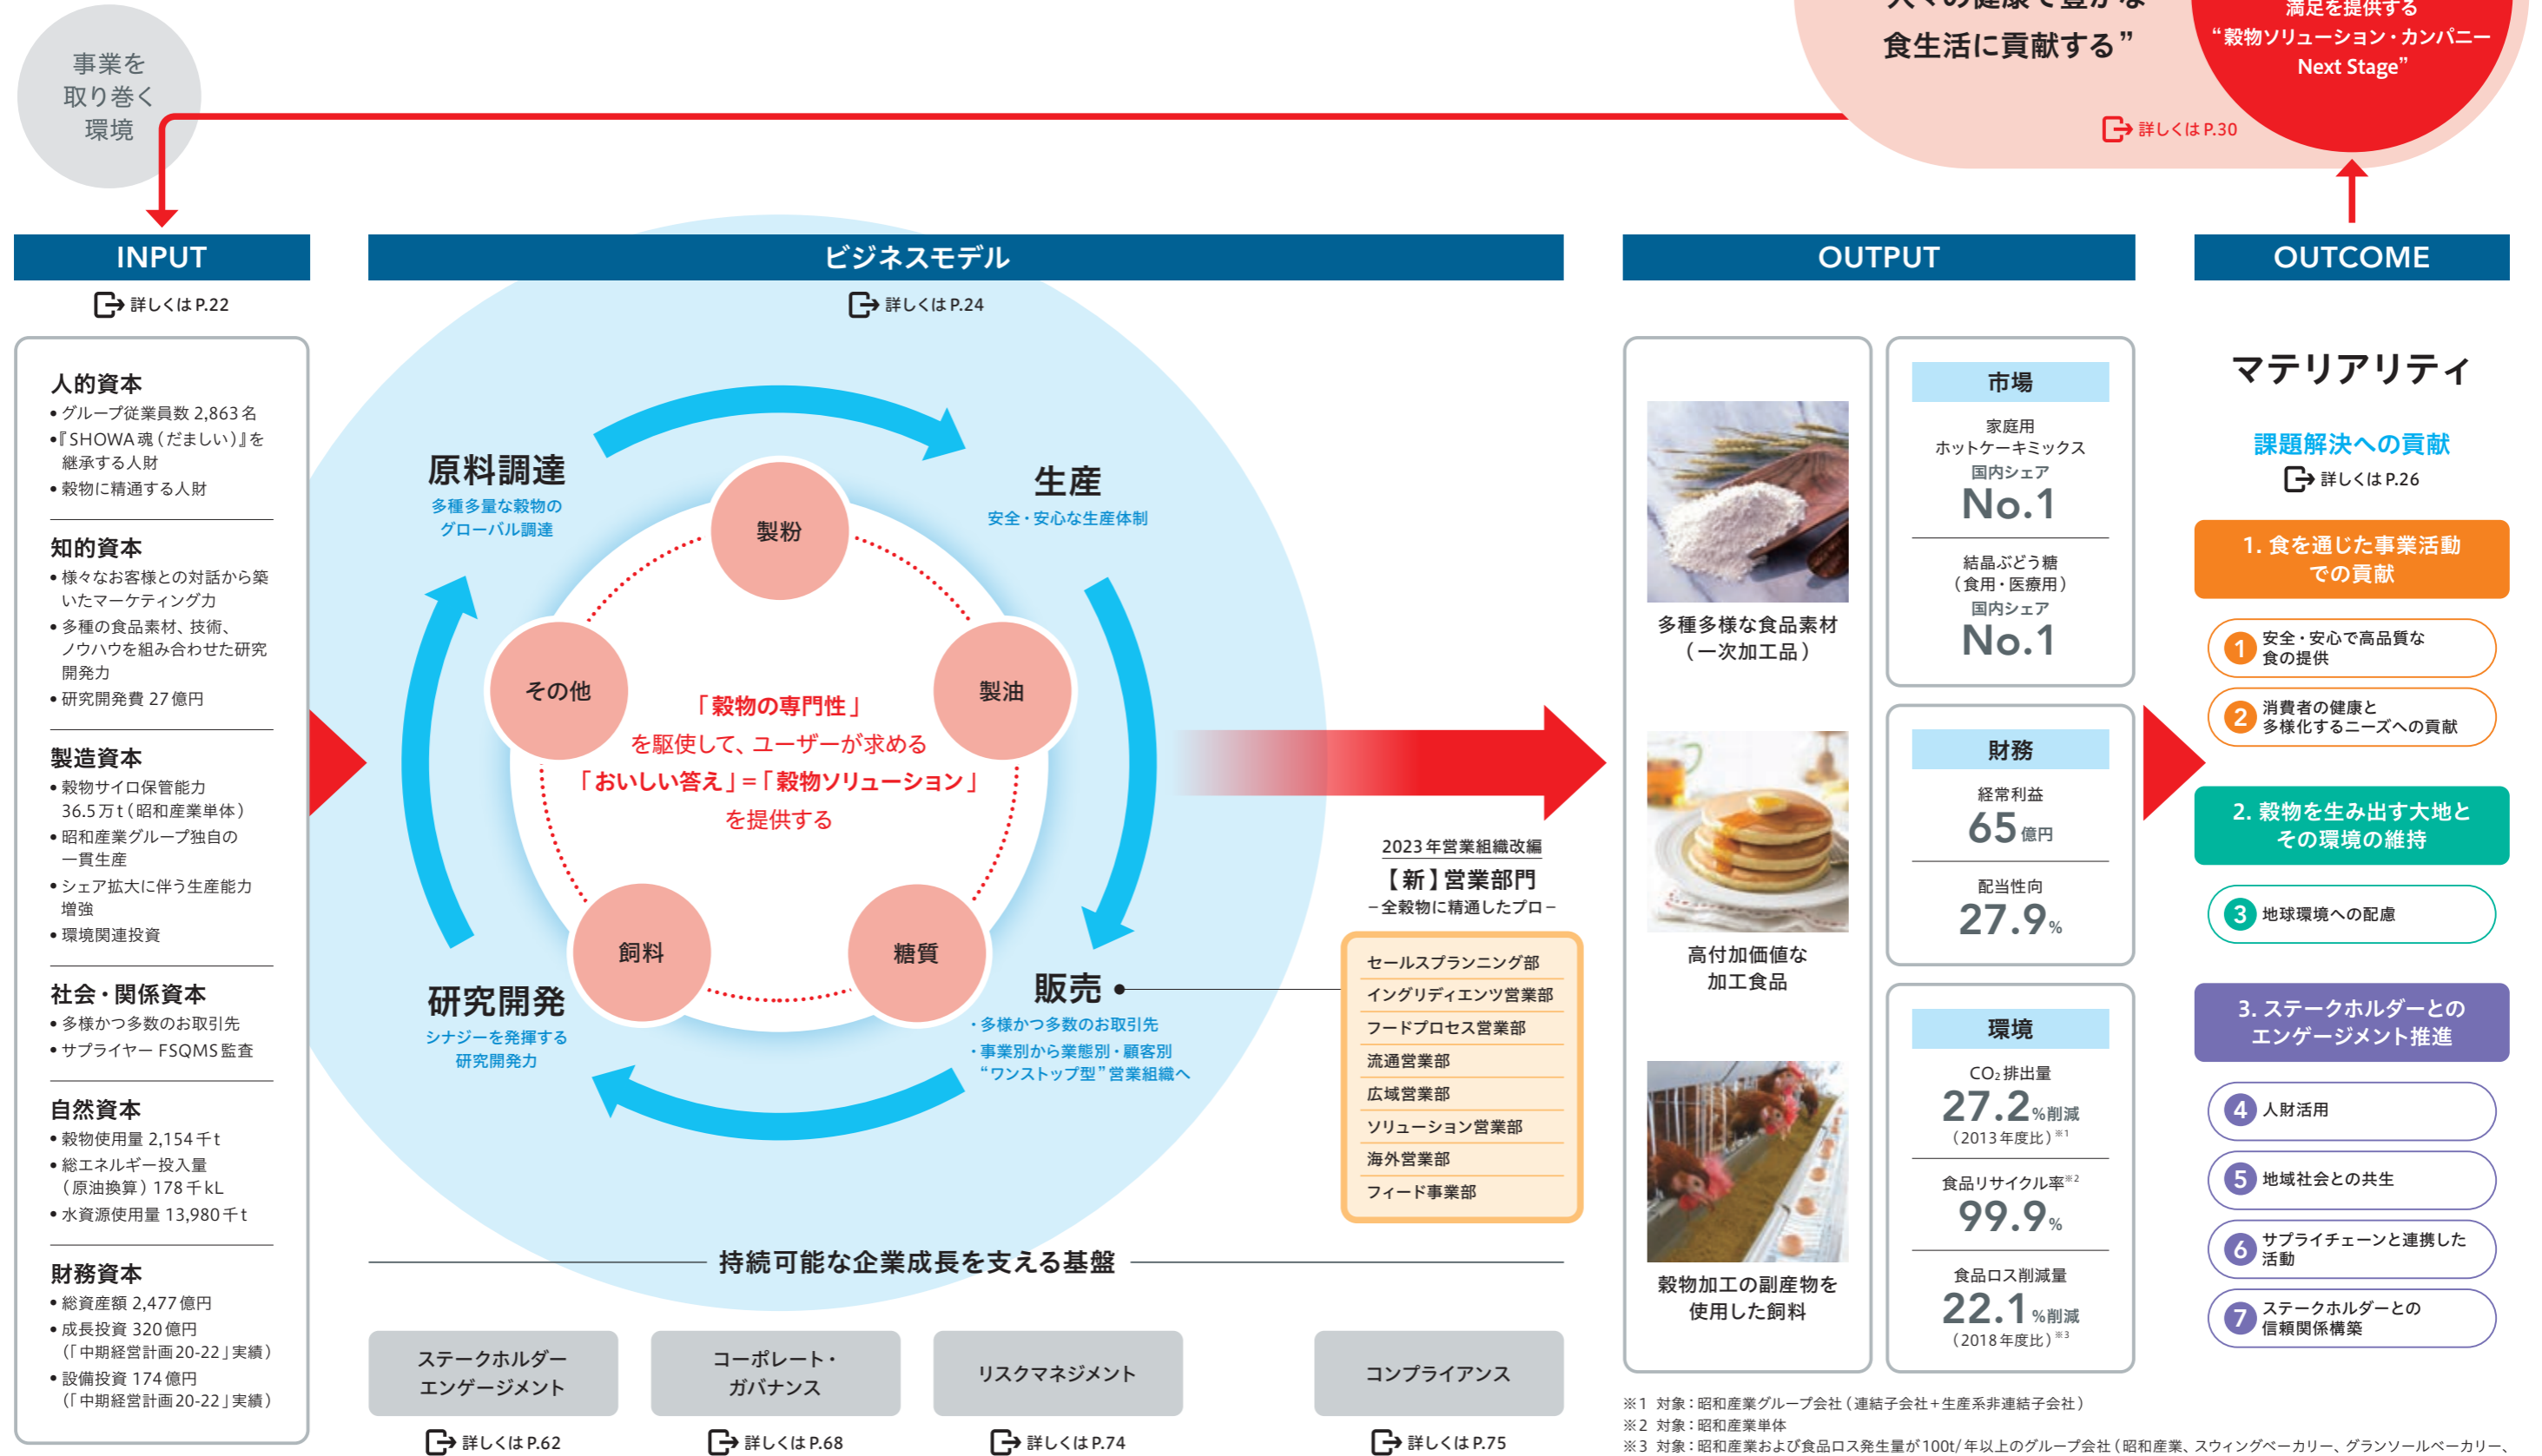 事業を
取り巻く
環境
人々の健康で豊かな
食生活に貢献する”
詳しくは P.30
満足を提供する
“穀物ソリューション・カンパニー
Next Stage”
INPUT
詳しくは P.22
人的資本
• グループ従業員数 2,863名
•『SHOWA魂（だましい）』を
継承する人財
• 穀物に精通する人財
知的資本
• 様々なお客様との対話から築
いたマーケティング力
• 多種の食品素材、技術、
ノウハウを組み合わせた研究
開発力
• 研究開発費 27億円
製造資本
• 穀物サイロ保管能力
36.5万t（昭和産業単体）
• 昭和産業グループ独自の
一貫生産
• シェア拡大に伴う生産能力
増強
• 環境関連投資
社会・関係資本
• 多様かつ多数のお取引先
• サプライヤー FSQMS監査
自然資本
• 穀物使用量 2,154千t
• 総エネルギー投入量
（原油換算）178千kL
• 水資源使用量 13,980千t
財務資本
• 総資産額 2,477億円
• 成長投資 320億円
（「中期経営計画20-22」実績）
• 設備投資 174億円
（「中期経営計画20-22」実績）
ビジネスモデル
詳しくは P.24
原料調達
多種多量な穀物の
グローバル調達
生産
安全・安心な生産体制
製粉
その他
製油
「穀物の専門性」
を駆使して、ユーザーが求める
「おいしい答え」=「穀物ソリューション」
を提供する
飼料
糖質
研究開発
シナジーを発揮する
研究開発力
販売
・多様かつ多数のお取引先
・事業別から業態別・顧客別
“ワンストップ型”営業組織へ
2023年営業組織改編
【新】営業部門
－全穀物に精通したプロ－
セールスプランニング部
イングリディエンツ営業部
フードプロセス営業部
流通営業部
広域営業部
ソリューション営業部
海外営業部
フィード事業部
持続可能な企業成長を支える基盤
ステークホルダー
エンゲージメント
詳しくは P.62
コーポレート・
ガバナンス
詳しくは P.68
リスクマネジメント
詳しくは P.74
コンプライアンス
詳しくは P.75
OUTPUT
多種多様な食品素材
（一次加工品）
高付加価値な
加工食品
穀物加工の副産物を
使用した飼料
市場
家庭用
ホットケーキミックス
国内シェア
No.1
結晶ぶどう糖
（食用・医療用）
国内シェア
No.1
財務
経常利益
65億円
配当性向
27.9%
環境
CO₂排出量
27.2%削減
（2013年度比）※1
食品リサイクル率※2
99.9%
食品ロス削減量
22.1%削減
（2018年度比）※3
※1 対象：昭和産業グループ会社（連結子会社+生産系非連結子会社）
※2 対象：昭和産業単体
※3 対象：昭和産業および食品ロス発生量が100t/年以上のグループ会社（昭和産業、スウィングベーカリー、グランソールベーカリー、
OUTCOME
マテリアリティ
課題解決への貢献
詳しくは P.26
1. 食を通じた事業活動
での貢献
1 安全・安心で高品質な
食の提供
2 消費者の健康と
多様化するニーズへの貢献
2. 穀物を生み出す大地と
その環境の維持
3 地球環境への配慮
3. ステークホルダーとの
エンゲージメント推進
4 人財活用
5 地域社会との共生
6 サプライチェーンと連携した
活動
7 ステークホルダーとの
信頼関係構築